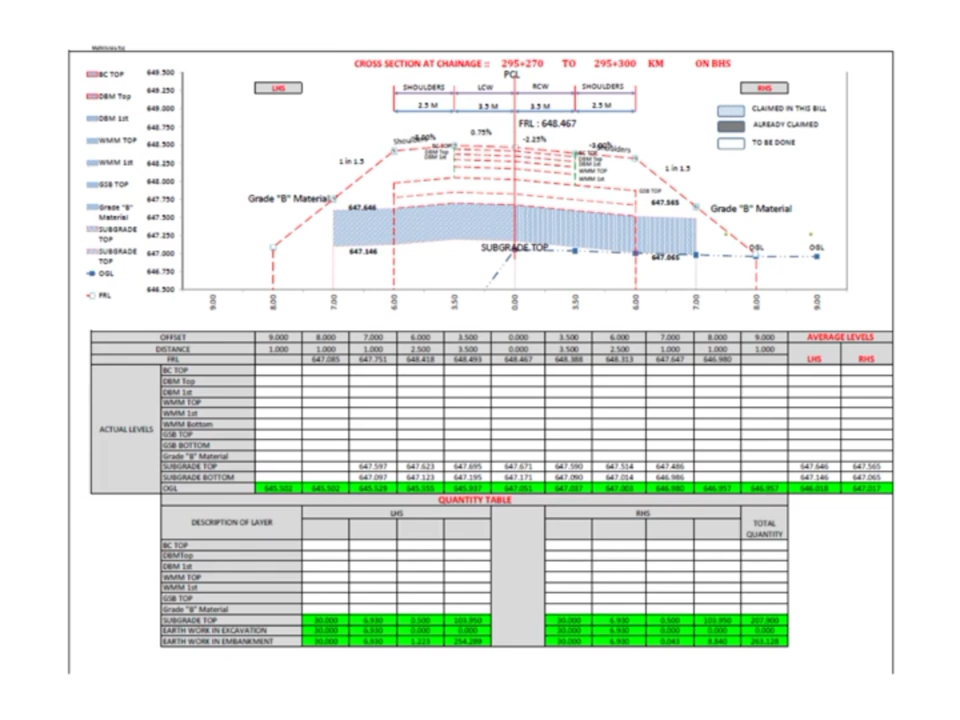 CROSS SECTION AT CHAINAGE :: 295+270 TO 295+300 KM ON BHS
PCL
LHS
RHS
SHOULDERS LCW RCW SHOULDERS
2.5 M 3.5 M 3.5 M 2.5 M
FRL : 648.467
CLAIMED IN THIS BILL
ALREADY CLAIMED
TO BE DONE
BC TOP
DBM Top
DBM 1st
WMM TOP
WMM 1st
GSB TOP
Grade "B" Material
SUBGRADE TOP
SUBGRADE TOP
OGL
FRL
649.500
649.250
649.000
648.750
648.500
648.250
648.000
647.750
647.500
647.250
647.000
646.750
646.500
0.75% -2.25%
1 in 1.5 1 in 1.5
BC TOP
DBM Top
DBM 1st
DBM Top
DBM 1st
WMM TOP
WMM 1st
GSB TOP
Grade "B" Material Grade "B" Material
647.646 647.565
647.146 647.065
SUBGRADE TOP
OGL OGL
9.00 8.00 7.00 6.00 3.50 0.00 3.50 6.00 7.00 8.00 9.00
OFFSET 9.000 8.000 7.000 6.000 3.500 0.000 3.500 6.000 7.000 8.000 9.000 AVERAGE LEVELS
DISTANCE 1.000 1.000 1.000 2.500 3.500 0.000 3.500 2.500 1.000 1.000 1.000
FRL 647.085 647.751 648.418 648.493 648.467 648.388 648.313 647.647 646.980 LHS RHS
ACTUAL LEVELS
BC TOP
DBM Top
DBM 1st
WMM TOP
WMM 1st
WMM Bottom
GSB TOP
GSB BOTTOM
Grade "B" Material
SUBGRADE TOP 647.597 647.623 647.695 647.671 647.590 647.514 647.486 647.646 647.565
SUBGRADE BOTTOM 647.097 647.123 647.195 647.171 647.090 647.014 646.986 647.146 647.065
OGL 645.502 645.502 645.529 645.555 645.937 647.051 647.037 647.003 646.980 646.957 646.957 646.018 647.017
QUANTITY TABLE
DESCRIPTION OF LAYER LHS RHS TOTAL QUANTITY
BC TOP
DBMTop
DBM 1st
WMM TOP
WMM 1st
GSB TOP
Grade "B" Material
SUBGRADE TOP 30.000 6.930 0.500 103.950 30.000 6.930 0.500 103.950 207.900
EARTH WORK IN EXCAVATION 30.000 6.930 0.000 0.000 30.000 6.930 0.000 0.000 0.000
EARTH WORK IN EMBANKMENT 30.000 6.930 1.223 254.289 30.000 6.930 0.043 8.840 263.128